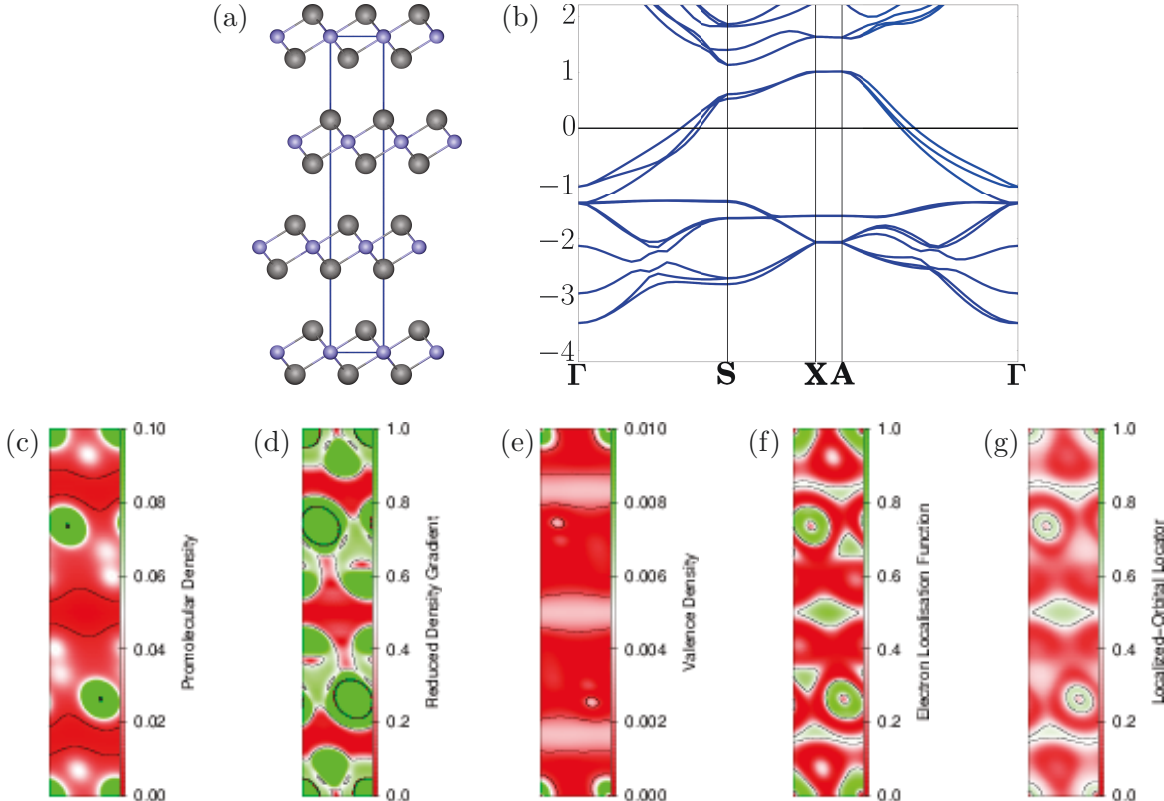 (a)
(b)
2
1
0
−1
−2
−3
−4
Γ
S
X
A
Γ
(c)
0.10
0.08
0.06
0.04
0.02
0.00
Promolecular Density
(d)
1.0
0.8
0.6
0.4
0.2
0.0
Reduced Density Gradient
(e)
0.010
0.008
0.006
0.004
0.002
0.000
Valence Density
(f)
1.0
0.8
0.6
0.4
0.2
0.0
Electron Localisation Function
(g)
1.0
0.8
0.6
0.4
0.2
0.0
Localized-Orbital Locator